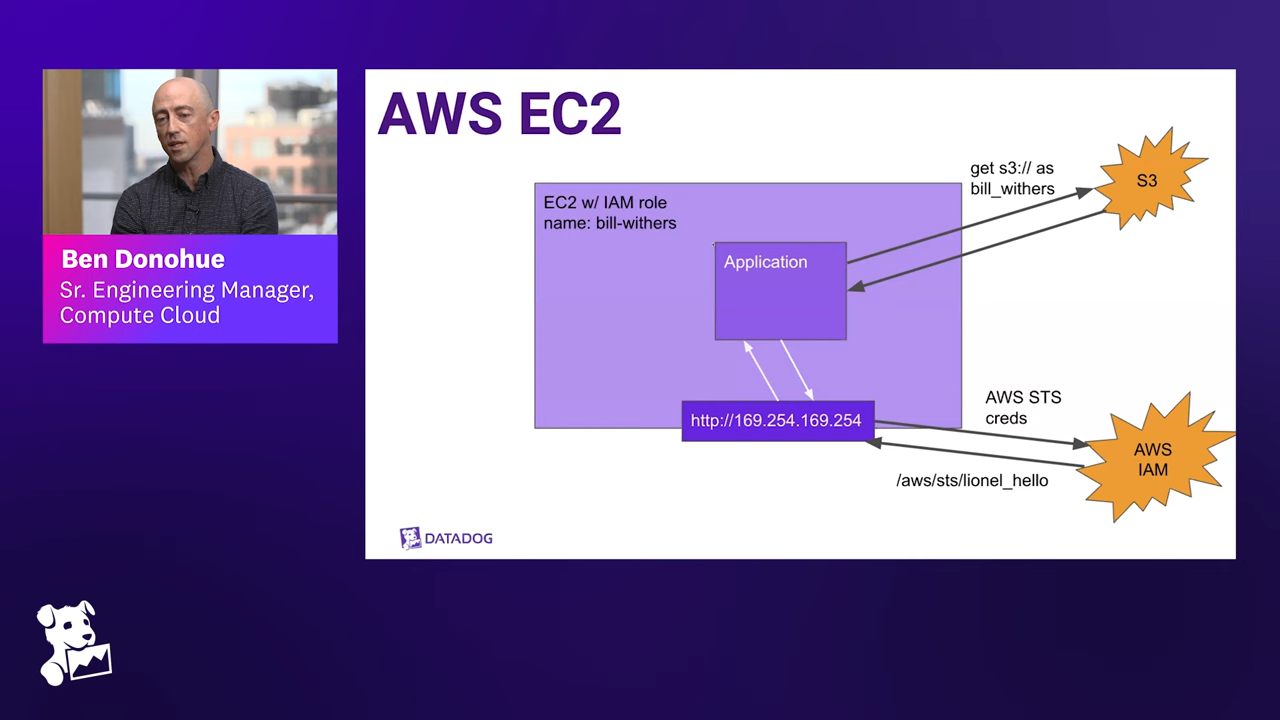 Ben Donohue
Sr. Engineering Manager,
Compute Cloud
AWS EC2
EC2 w/ IAM role
name: bill-withers
Application
get s3:// as
bill_withers
S3
http://169.254.169.254
AWS STS
creds
AWS
IAM
/aws/sts/lionel_hello
DATADOG